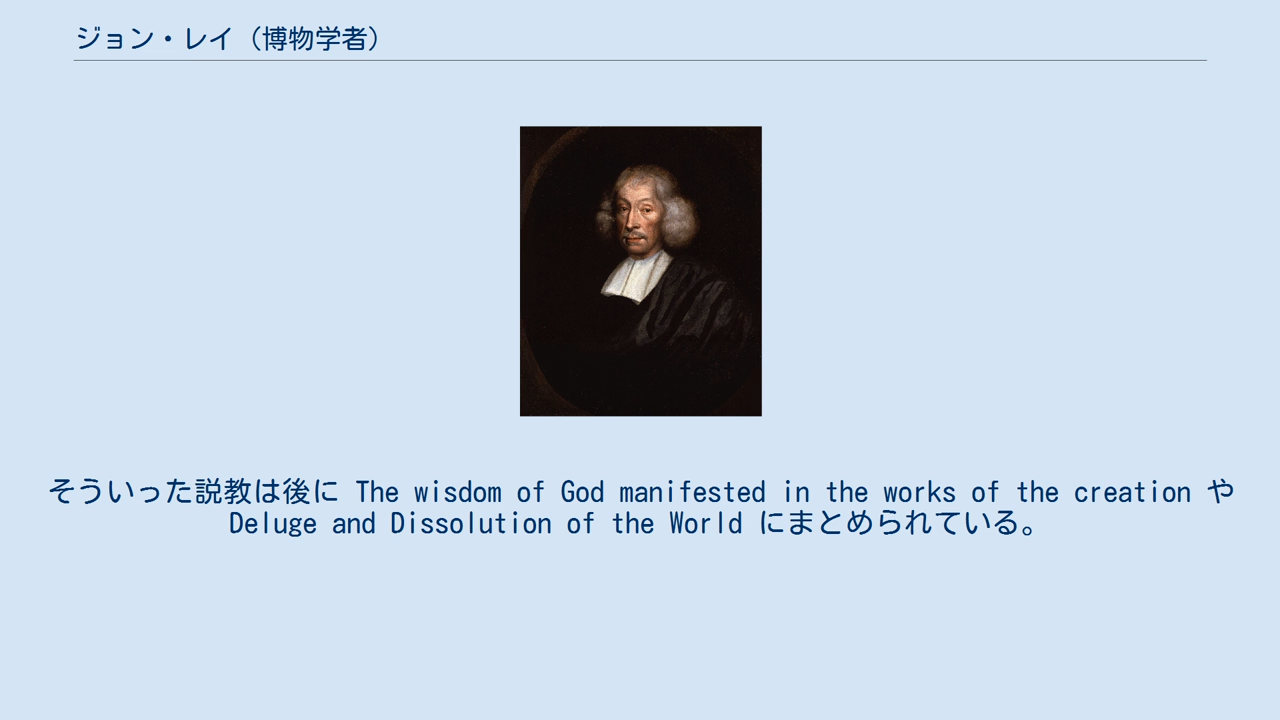 ジョン・レイ（博物学者）
そういった説教は後に The wisdom of God manifested in the works of the creation や
Deluge and Dissolution of the World にまとめられている。